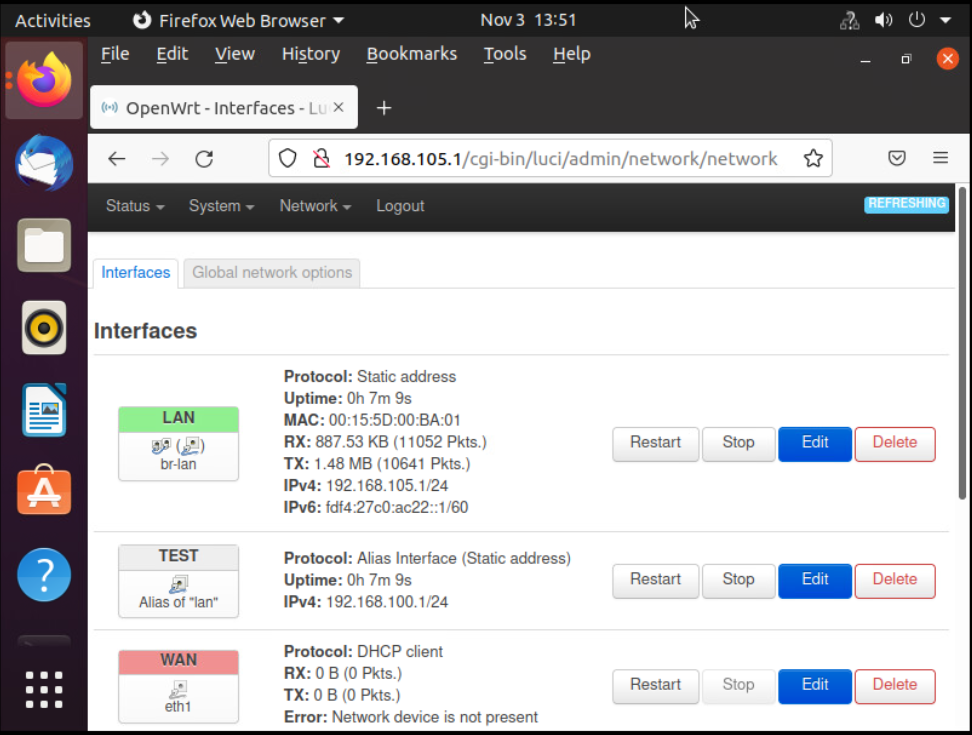 Activities Firefox Web Browser Nov 3 13:51
File Edit View History Bookmarks Tools Help
OpenWrt - Interfaces - Lu
192.168.105.1/cgi-bin/luci/admin/network/network
Status System Network Logout REFRESHING
Interfaces Global network options
Interfaces
LAN
br-lan
Protocol: Static address
Uptime: 0h 7m 9s
MAC: 00:15:5D:00:BA:01
RX: 887.53 KB (11052 Pkts.)
TX: 1.48 MB (10641 Pkts.)
IPv4: 192.168.105.1/24
IPv6: fdf4:27c0:ac22::1/60
Restart Stop Edit Delete
TEST
Alias of "lan"
Protocol: Alias Interface (Static address)
Uptime: 0h 7m 9s
IPv4: 192.168.100.1/24
Restart Stop Edit Delete
WAN
eth1
Protocol: DHCP client
RX: 0 B (0 Pkts.)
TX: 0 B (0 Pkts.)
Error: Network device is not present
Restart Stop Edit Delete